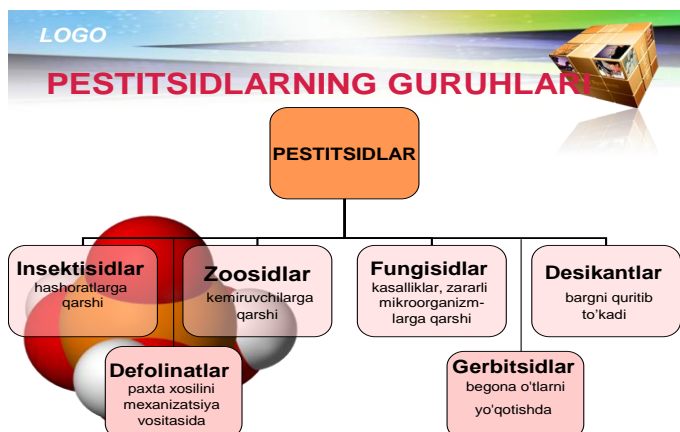 LOGO
PESTITSIDLARNING GURUHLARI
PESTITSIDLAR
Insektisidlar
hashoratlarga
qarshi
Zoosidlar
kemiruvchilarga
qarshi
Fungisidlar
kasalliklar, zararli
mikroorganizm-
larga qarshi
Desikantlar
bargni quritib
to’kadi
Defolinatlar
paxta xosilini
mexanizatsiya
vositasida
Gerbitsidlar
begona o‘tlarni
yo‘qotishda